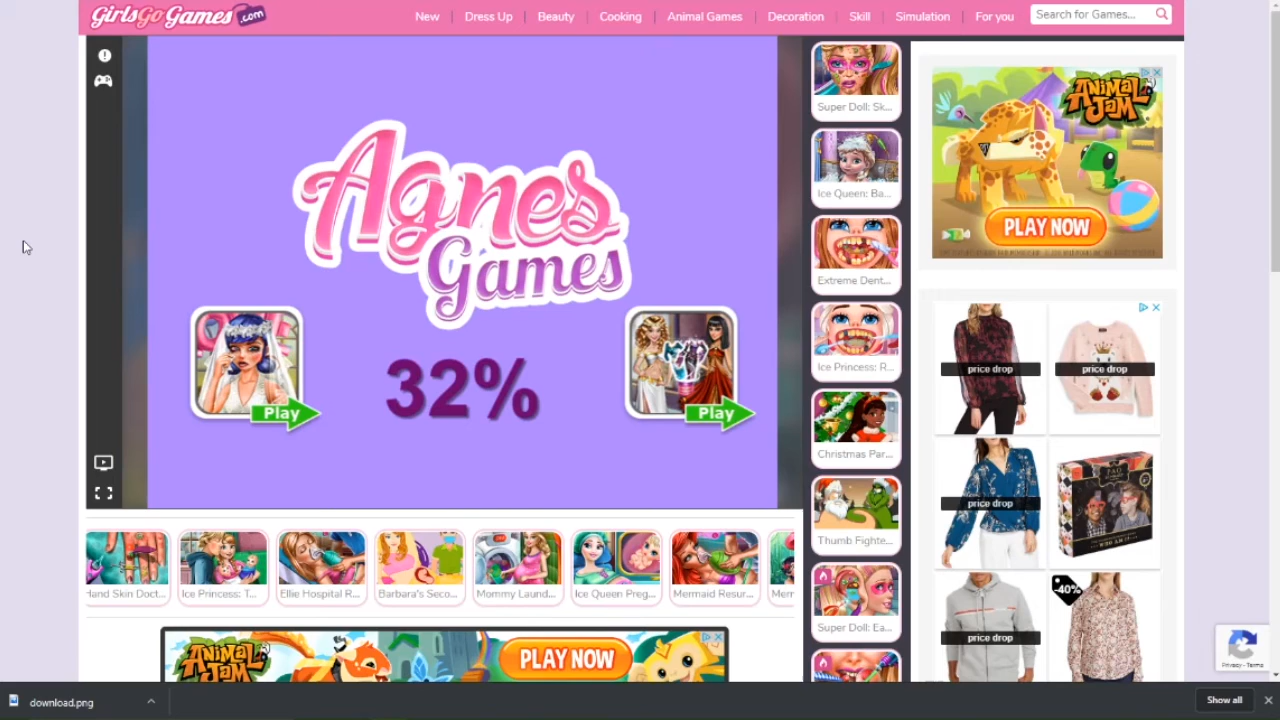 GirlsGoGames.com
New
Dress Up
Beauty
Cooking
Animal Games
Decoration
Skill
Simulation
For you
Search for Games...
Agnes
Games
32%
Play
Play
Super Doll: Sk...
Ice Queen: Ba...
Extreme Dent...
Ice Princess: R...
Christmas Par...
Thumb Fighte...
Super Doll: Ea...
ANIMAL
JAM
PLAY NOW
price drop
price drop
price drop
price drop
-40%
Hand Skin Doct...
Ice Princess: T...
Ellie Hospital R...
Barbara's Seco...
Mommy Laund...
Ice Queen Preg...
Mermaid Resur...
Merm
ANIMAL
JAM
PLAY NOW
Privacy - Terms
download.png
Show all